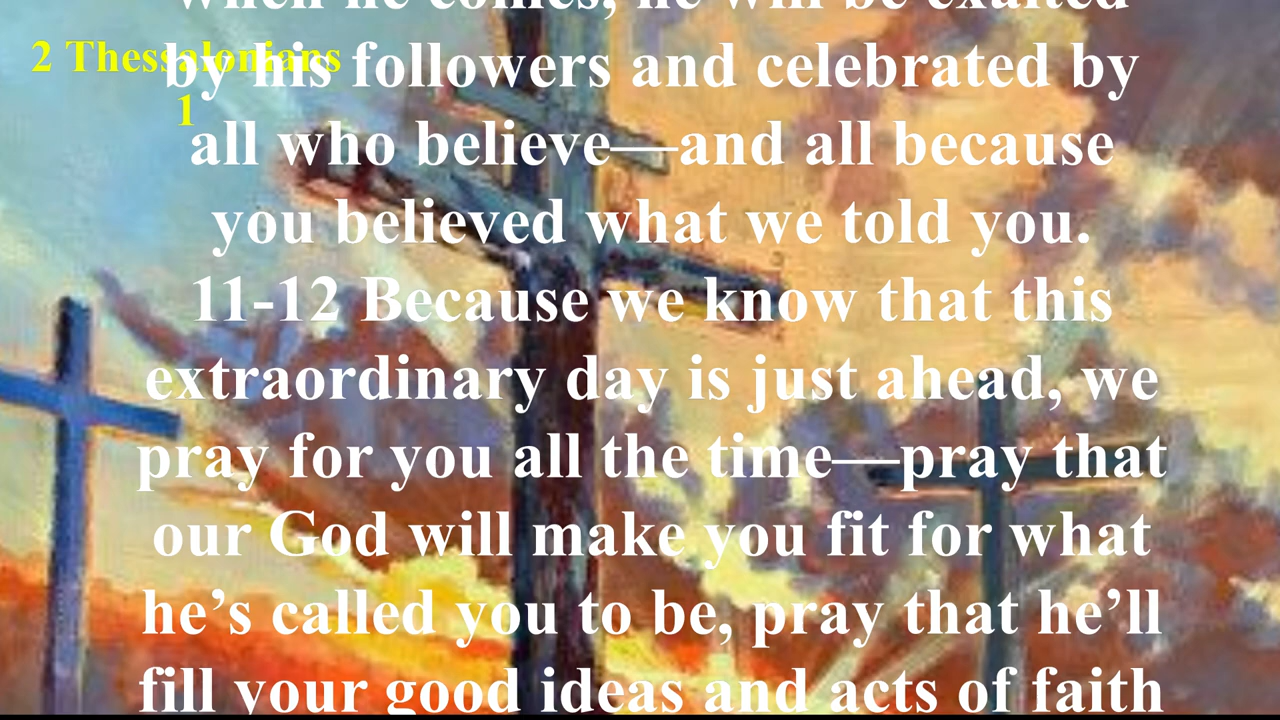 when he comes, he will be exalted
2 Thessalonians
1
by his followers and celebrated by
all who believe—and all because
you believed what we told you.
11-12 Because we know that this
extraordinary day is just ahead, we
pray for you all the time—pray that
our God will make you fit for what
he’s called you to be, pray that he’ll
fill your good ideas and acts of faith